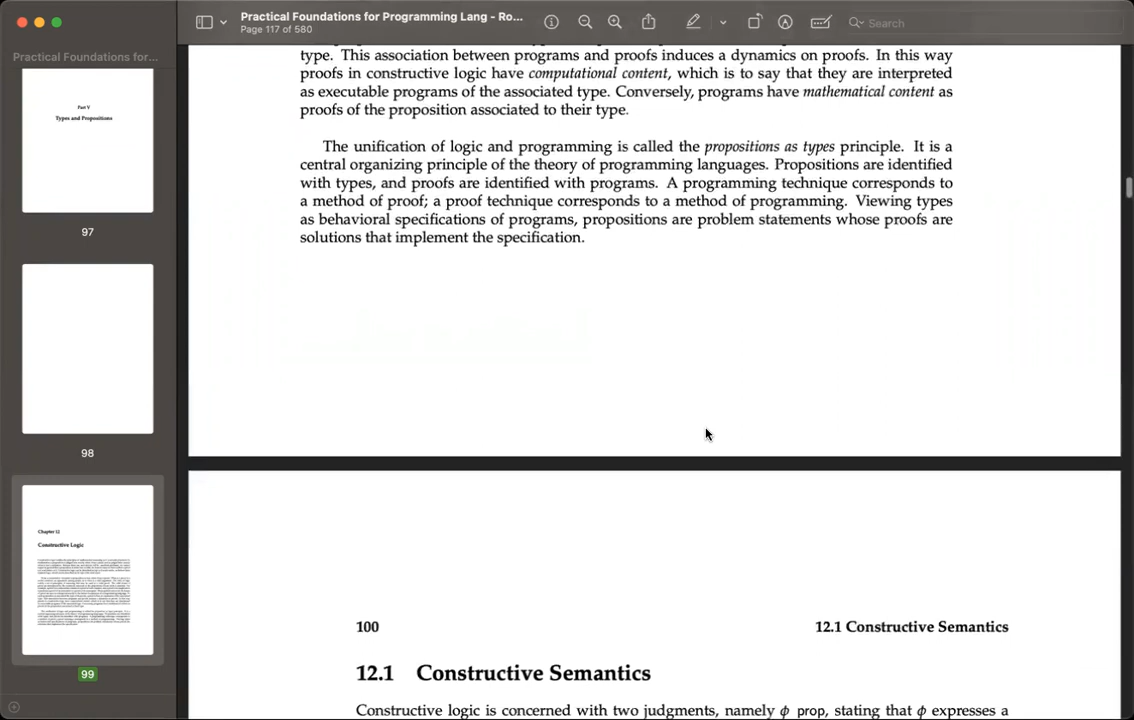 Practical Foundations for Programming Lang - Ro...
Page 117 of 580
Search
Practical Foundations for...
Part V
Types and Propositions
97
98
Chapter 12
Constructive Logic
99
type. This association between programs and proofs induces a dynamics on proofs. In this way
proofs in constructive logic have computational content, which is to say that they are interpreted
as executable programs of the associated type. Conversely, programs have mathematical content as
proofs of the proposition associated to their type.
The unification of logic and programming is called the propositions as types principle. It is a
central organizing principle of the theory of programming languages. Propositions are identified
with types, and proofs are identified with programs. A programming technique corresponds to
a method of proof; a proof technique corresponds to a method of programming. Viewing types
as behavioral specifications of programs, propositions are problem statements whose proofs are
solutions that implement the specification.
100 12.1 Constructive Semantics
12.1 Constructive Semantics
Constructive logic is concerned with two judgments, namely ϕ prop, stating that ϕ expresses a